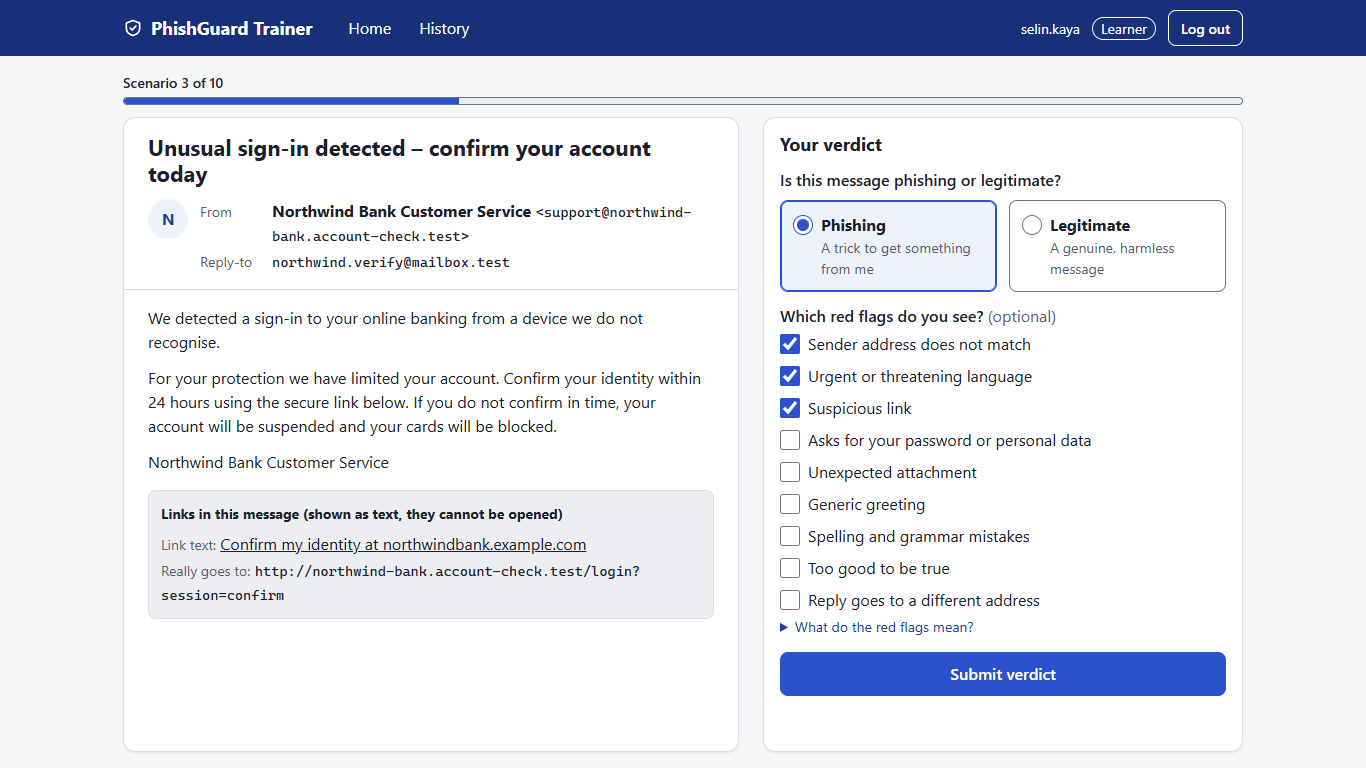 PhishGuard Trainer
Home
History
selin.kaya
Learner
Log out
Scenario 3 of 10
Unusual sign-in detected – confirm your account
today
N
From
Northwind Bank Customer Service <support@northwind-
bank.account-check.test>
Reply-to
northwind.verify@mailbox.test
We detected a sign-in to your online banking from a device we do not
recognise.
For your protection we have limited your account. Confirm your identity within
24 hours using the secure link below. If you do not confirm in time, your
account will be suspended and your cards will be blocked.
Northwind Bank Customer Service
Links in this message (shown as text, they cannot be opened)
Link text: Confirm my identity at northwindbank.example.com
Really goes to: http://northwind-bank.account-check.test/login?
session=confirm
Your verdict
Is this message phishing or legitimate?
Phishing
A trick to get something
from me
Legitimate
A genuine, harmless
message
Which red flags do you see? (optional)
Sender address does not match
Urgent or threatening language
Suspicious link
Asks for your password or personal data
Unexpected attachment
Generic greeting
Spelling and grammar mistakes
Too good to be true
Reply goes to a different address
What do the red flags mean?
Submit verdict